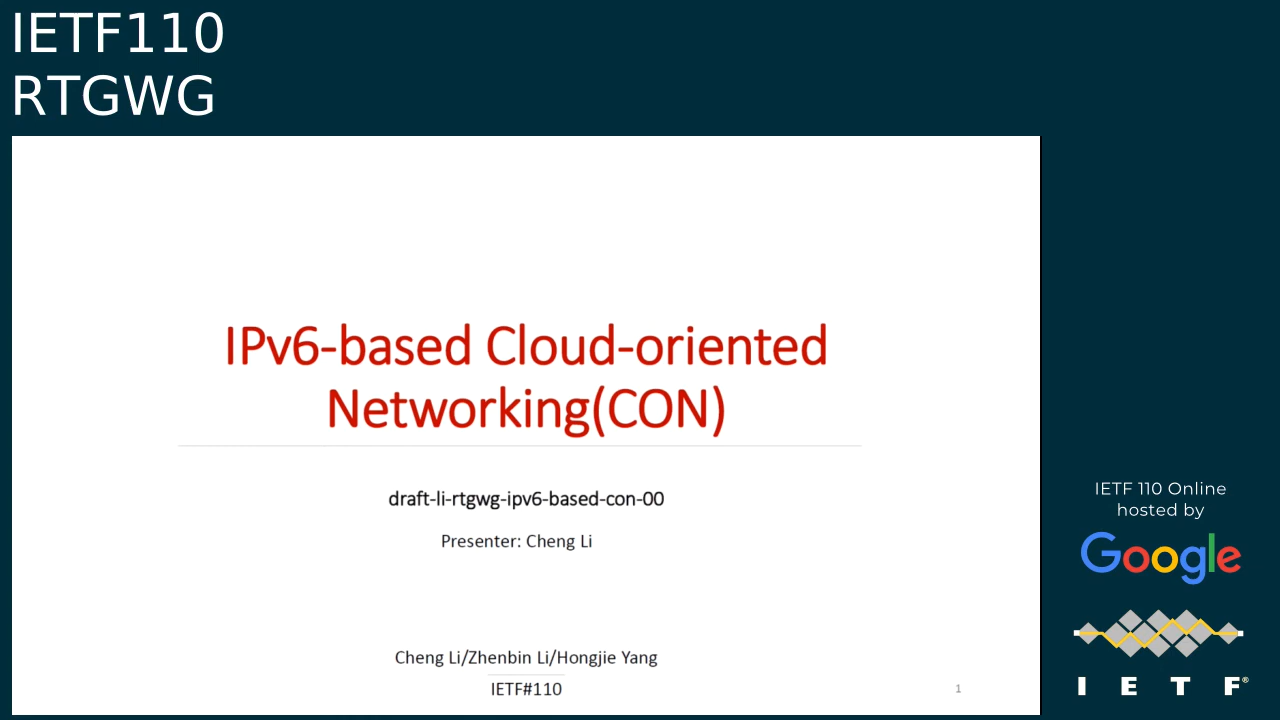 IETF110
RTGWG
IPv6-based Cloud-oriented
Networking(CON)
draft-li-rtgwg-ipv6-based-con-00
Presenter: Cheng Li
Cheng Li/Zhenbin Li/Hongjie Yang
IETF#110
1
IETF 110 Online
hosted by
Google
I E T F®